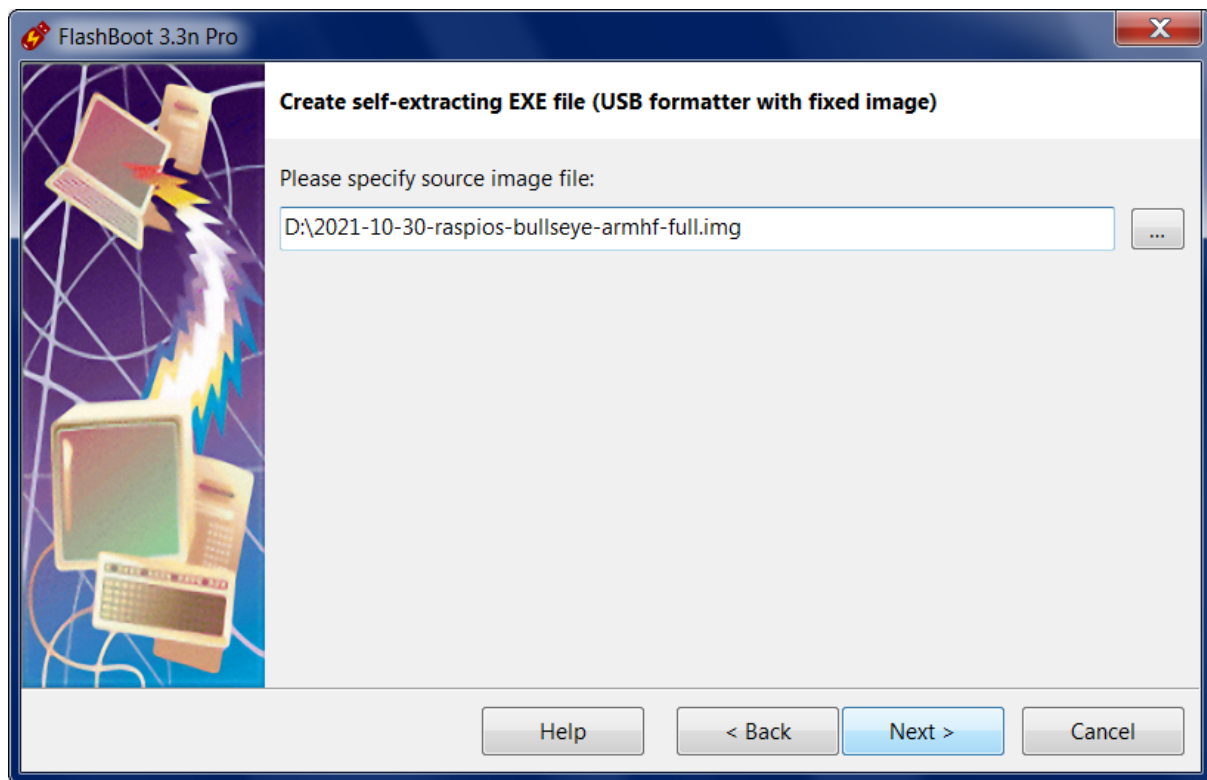 FlashBoot 3.3n Pro
X
Create self-extracting EXE file (USB formatter with fixed image)
Please specify source image file:
D:\2021-10-30-raspios-bullseye-armhf-full.img
...
Help
< Back
Next >
Cancel